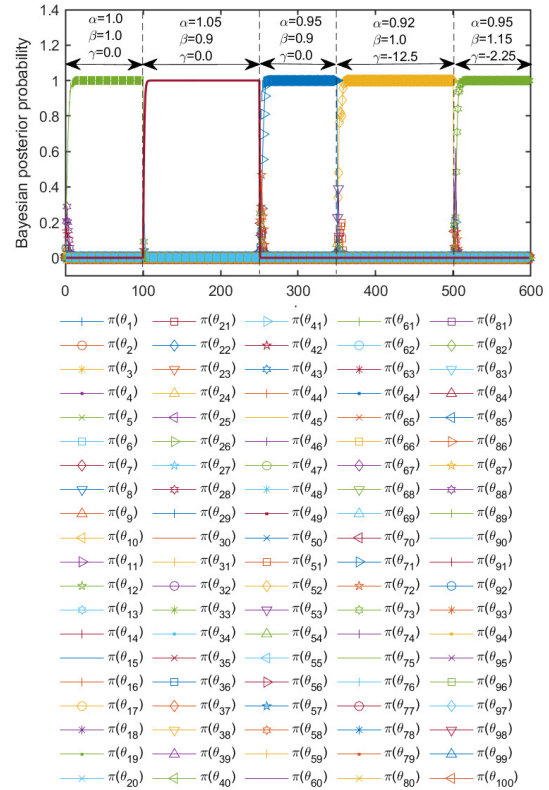 α=1.0 α=1.05 α=0.95 α=0.92 α=0.95
β=1.0 β=0.9 β=0.9 β=1.0 β=1.15
γ=0.0 γ=0.0 γ=0.0 γ=-12.5 γ=-2.25
Bayesian posterior probability
1.4
1.2
1
0.8
0.6
0.4
0.2
0
0 100 200 300 400 500 600
π(θ1) π(θ21) π(θ41) π(θ61) π(θ81)
π(θ2) π(θ22) π(θ42) π(θ62) π(θ82)
π(θ3) π(θ23) π(θ43) π(θ63) π(θ83)
π(θ4) π(θ24) π(θ44) π(θ64) π(θ84)
π(θ5) π(θ25) π(θ45) π(θ65) π(θ85)
π(θ6) π(θ26) π(θ46) π(θ66) π(θ86)
π(θ7) π(θ27) π(θ47) π(θ67) π(θ87)
π(θ8) π(θ28) π(θ48) π(θ68) π(θ88)
π(θ9) π(θ29) π(θ49) π(θ69) π(θ89)
π(θ10) π(θ30) π(θ50) π(θ70) π(θ90)
π(θ11) π(θ31) π(θ51) π(θ71) π(θ91)
π(θ12) π(θ32) π(θ52) π(θ72) π(θ92)
π(θ13) π(θ33) π(θ53) π(θ73) π(θ93)
π(θ14) π(θ34) π(θ54) π(θ74) π(θ94)
π(θ15) π(θ35) π(θ55) π(θ75) π(θ95)
π(θ16) π(θ36) π(θ56) π(θ76) π(θ96)
π(θ17) π(θ37) π(θ57) π(θ77) π(θ97)
π(θ18) π(θ38) π(θ58) π(θ78) π(θ98)
π(θ19) π(θ39) π(θ59) π(θ79) π(θ99)
π(θ20) π(θ40) π(θ60) π(θ80) π(θ100)